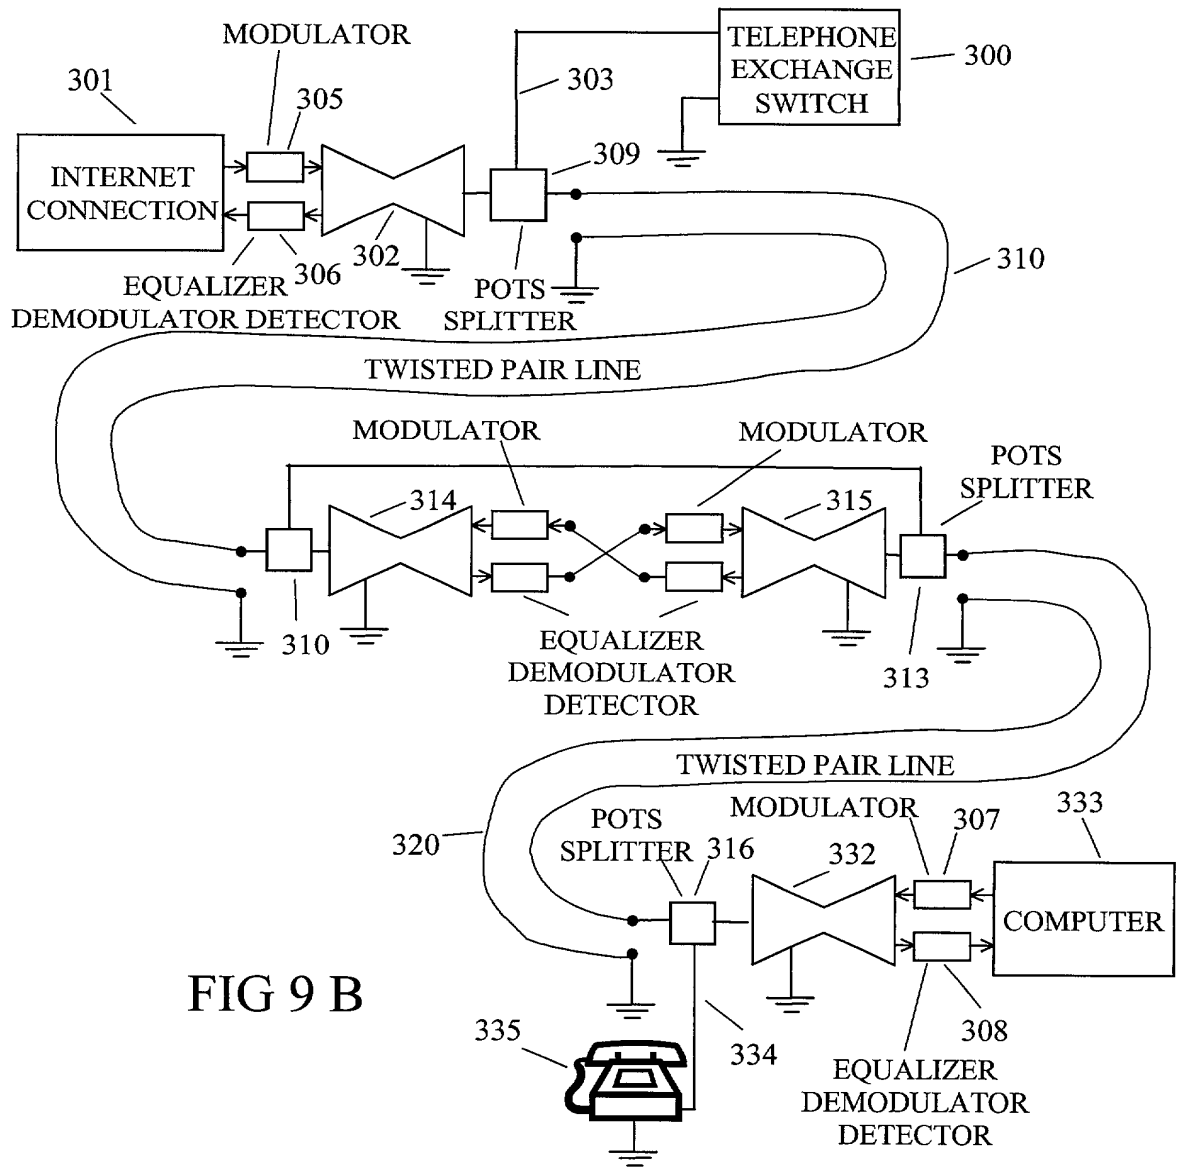 MODULATOR
TELEPHONE
EXCHANGE
SWITCH
300
301
305
303
309
INTERNET
CONNECTION
302
306
310
EQUALIZER
DEMODULATOR DETECTOR
POTS
SPLITTER
TWISTED PAIR LINE
MODULATOR
MODULATOR
POTS
SPLITTER
314
315
310
EQUALIZER
DEMODULATOR
DETECTOR
313
TWISTED PAIR LINE
320
POTS
SPLITTER
316
332
MODULATOR
307
333
COMPUTER
FIG 9 B
335
334
308
EQUALIZER
DEMODULATOR
DETECTOR